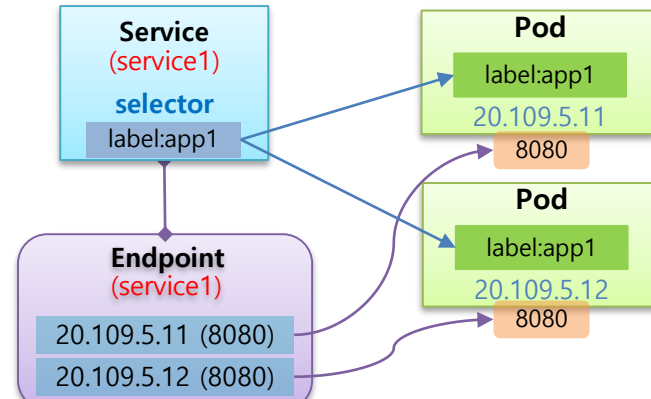 Service
(service1)
selector
label:app1
Pod
label:app1
20.109.5.11
8080
Pod
label:app1
20.109.5.12
8080
Endpoint
(service1)
20.109.5.11 (8080)
20.109.5.12 (8080)